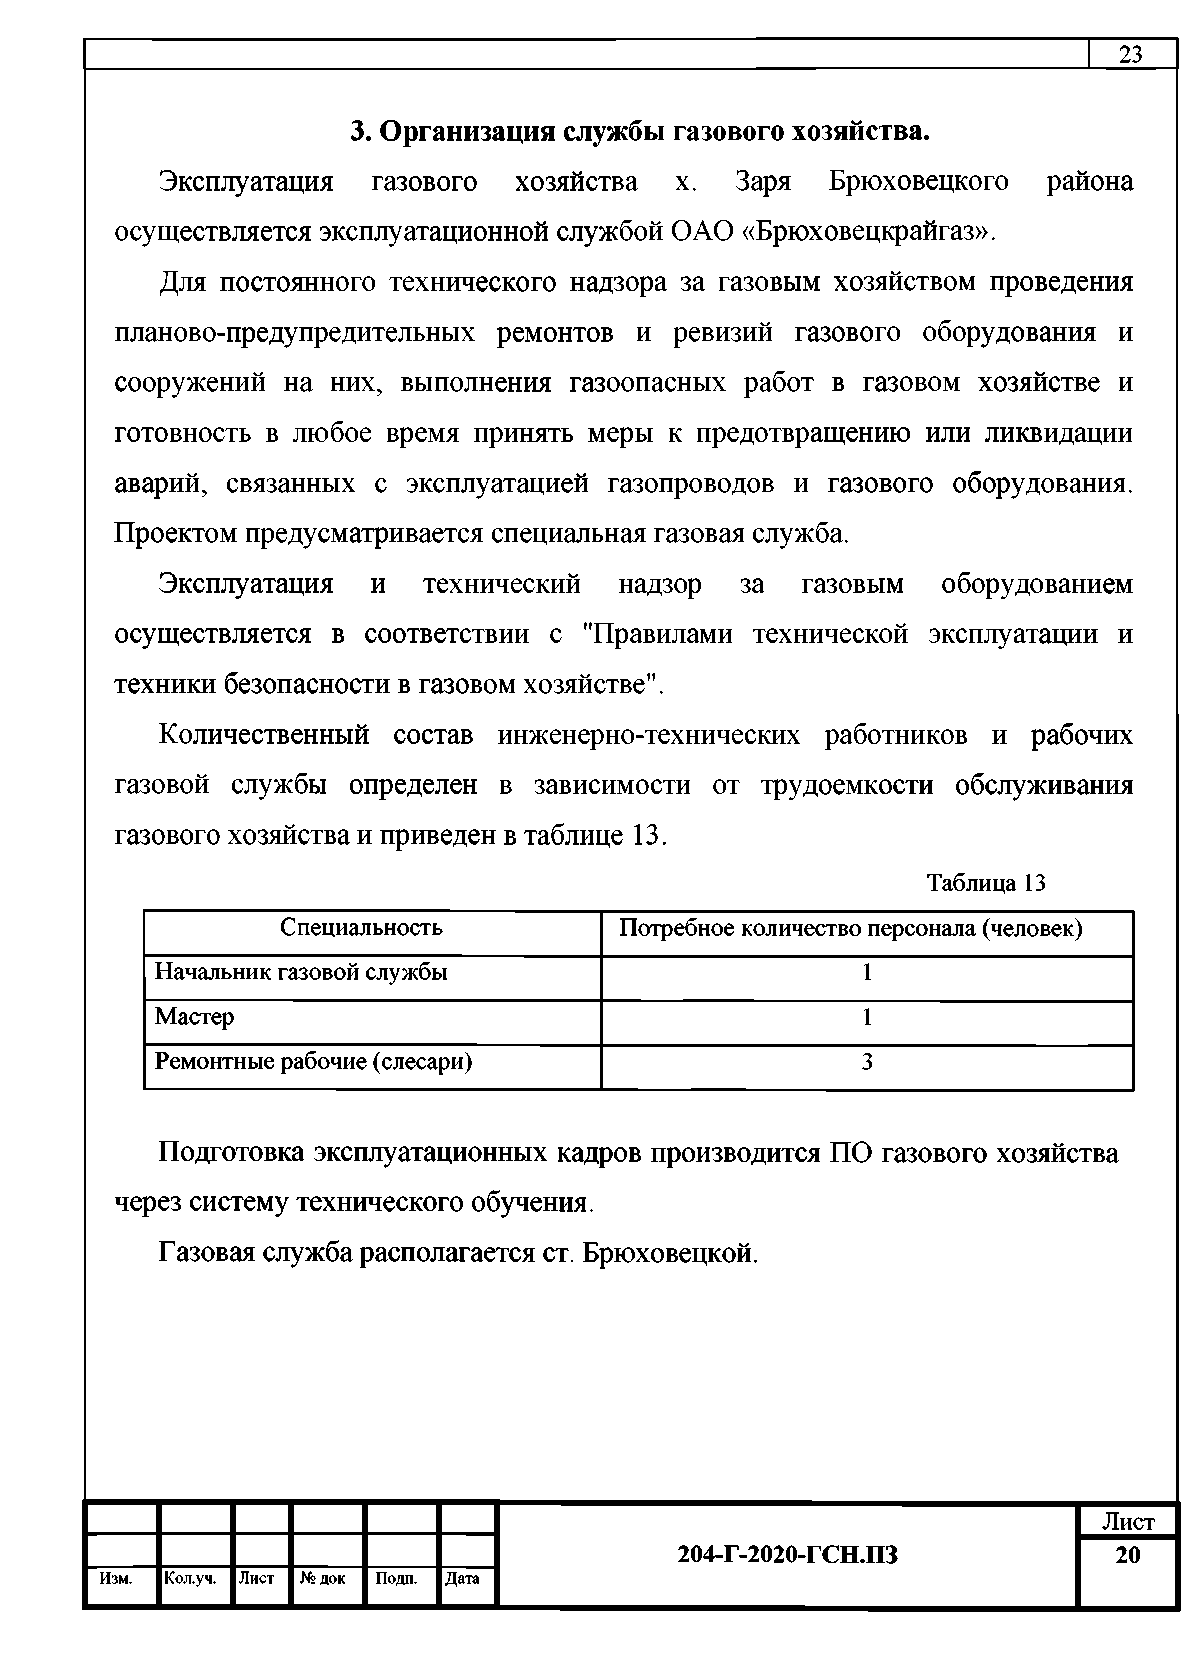 23
3. Организация службы газового хозяйства.
Эксплуатация газового хозяйства х. Заря Брюховецкого района
осуществляется эксплуатационной службой ОАО «Брюховецкрайгаз».
Для постоянного технического надзора за газовым хозяйством проведения
планово-предупредительных ремонтов и ревизий газового оборудования и
сооружений на них, выполнения газоопасных работ в газовом хозяйстве и
готовность в любое время принять меры к предотвращению или ликвидации
аварий, связанных с эксплуатацией газопроводов и газового оборудования.
Проектом предусматривается специальная газовая служба.
Эксплуатация и технический надзор за газовым оборудованием
осуществляется в соответствии с "Правилами технической эксплуатации и
техники безопасности в газовом хозяйстве".
Количественный состав инженерно-технических работников и рабочих
газовой службы определен в зависимости от трудоемкости обслуживания
газового хозяйства и приведен в таблице 13.
Таблица 13
Специальность Потребное количество персонала (человек)
Начальник газовой службы 1
Мастер 1
Ремонтные рабочие (слесари) 3
Подготовка эксплуатационных кадров производится ПО газового хозяйства
через систему технического обучения.
Газовая служба располагается ст. Брюховецкой.
Лист
204-Г-2020-ГСН.ПЗ 20
Изм. Кол.уч. Лист № док Подп. Дата